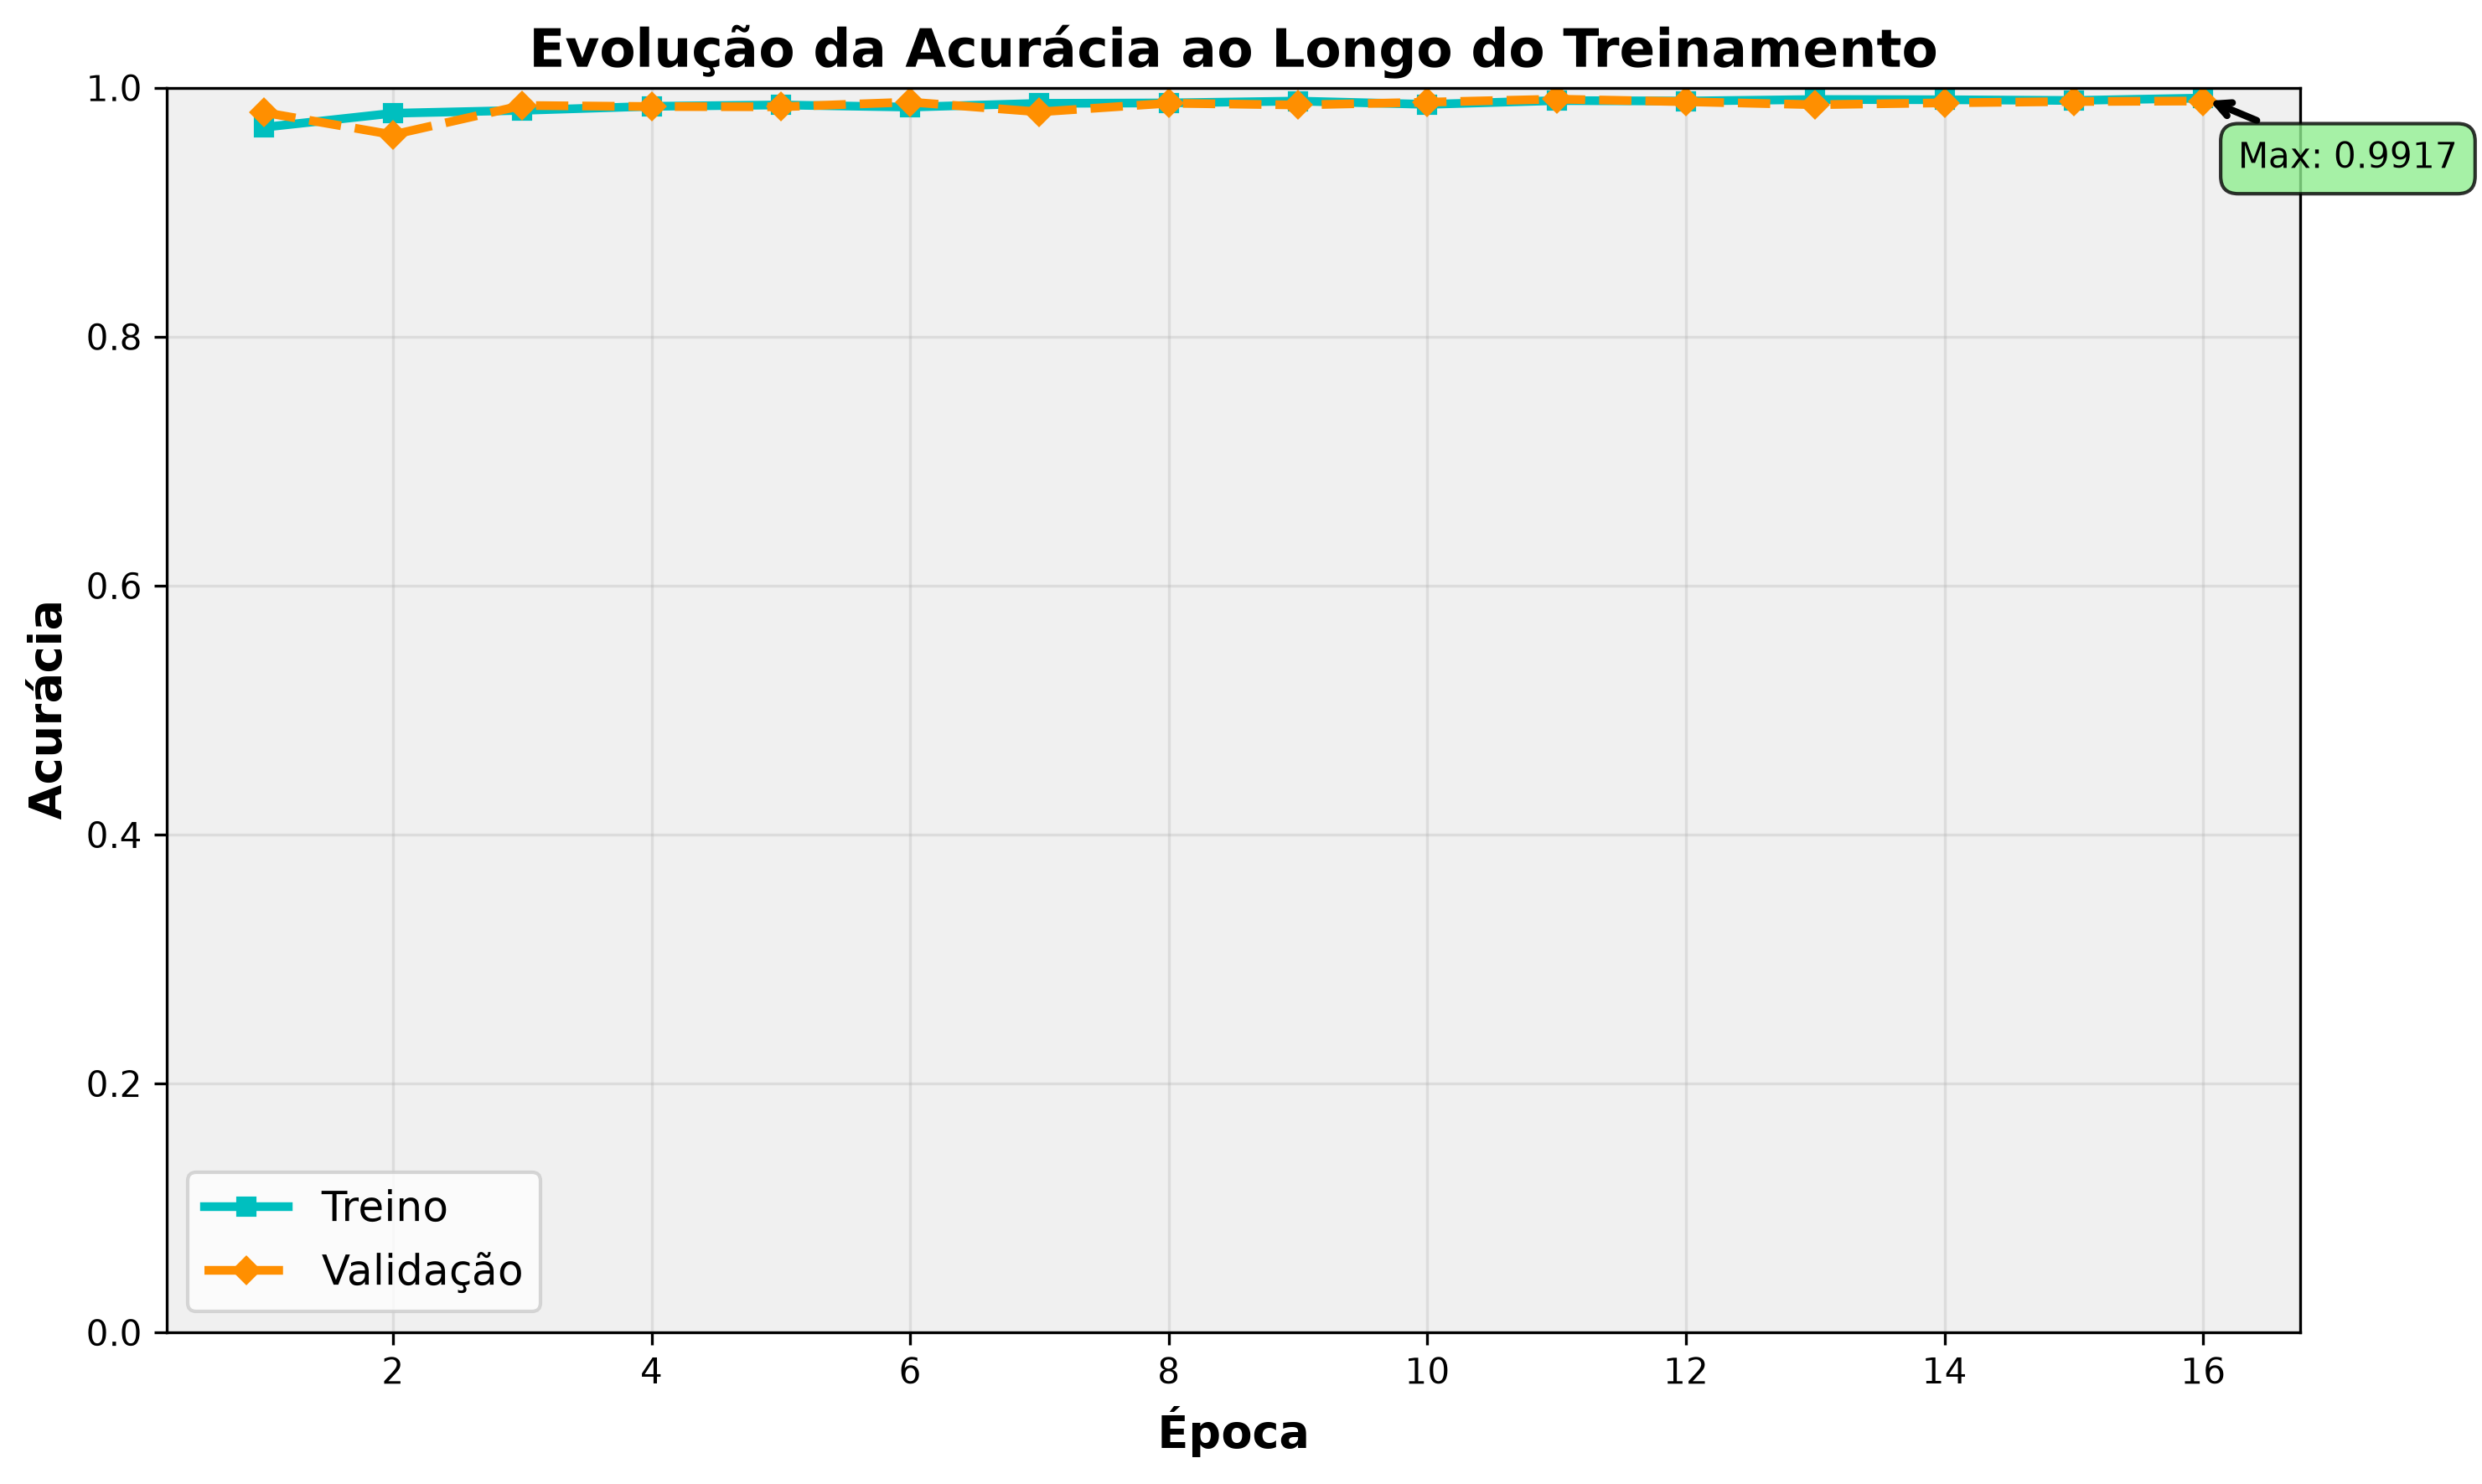 Evolução da Acurácia ao Longo do Treinamento
1.0
0.8
0.6
0.4
0.2
0.0
Acurácia
Max: 0.9917
Treino
Validação
2 4 6 8 10 12 14 16
Época